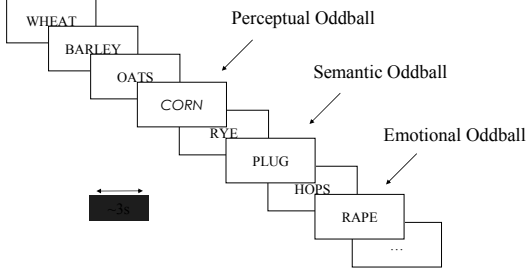 WHEAT
Perceptual Oddball
BARLEY
OATS
Semantic Oddball
CORN
RYE
Emotional Oddball
PLUG
HOPS
~3s
RAPE
...